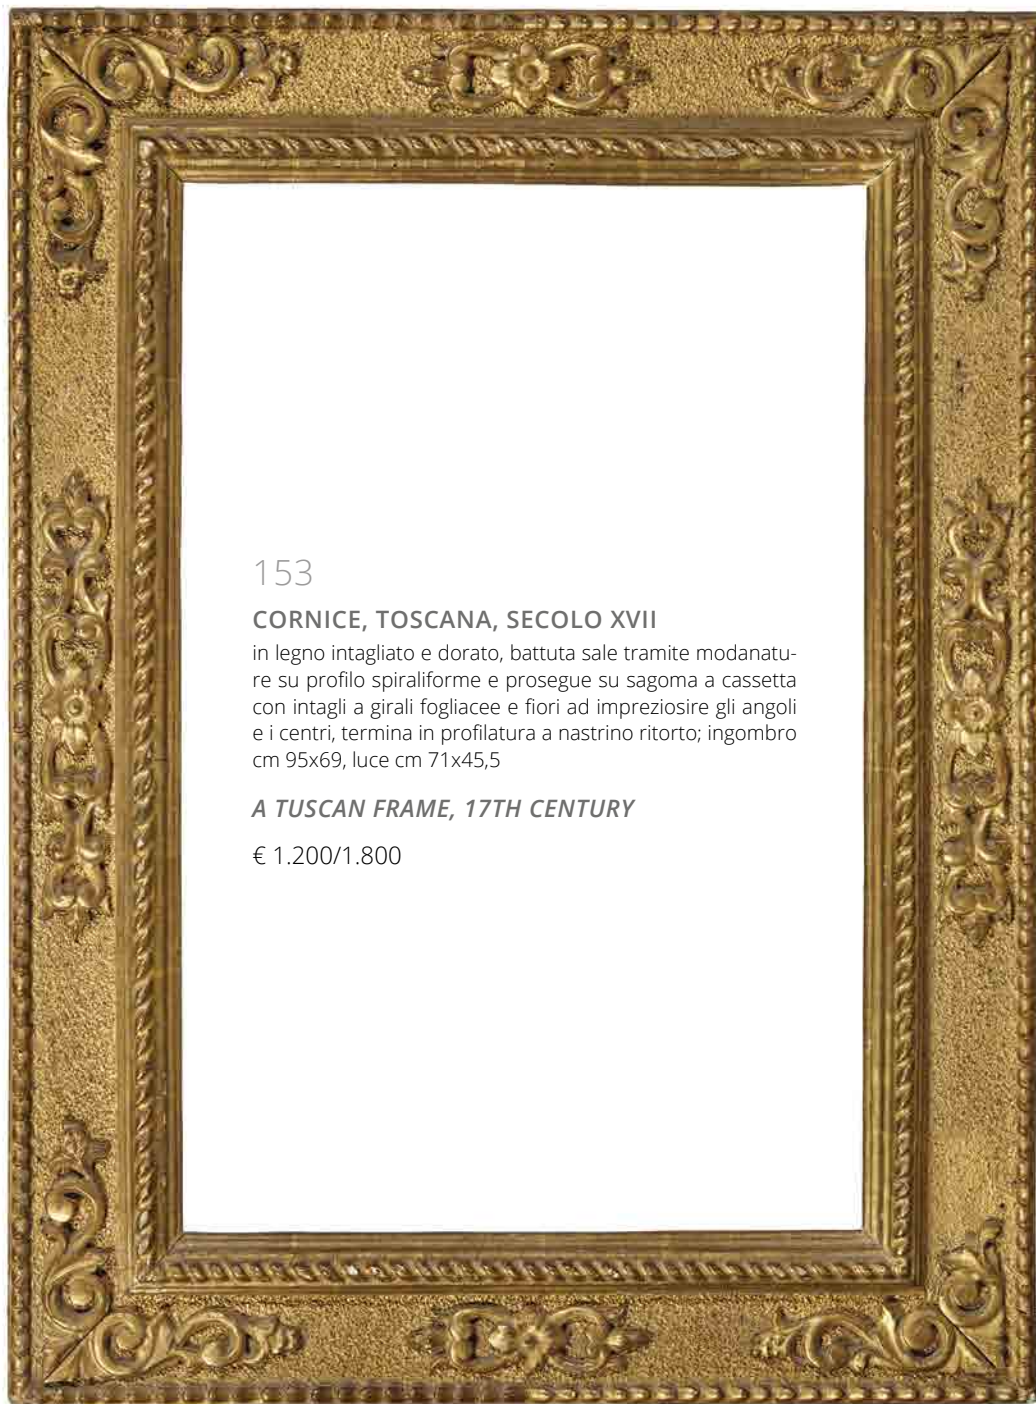 153
CORNICE, TOSCANA, SECOLO XVII
in legno intagliato e dorato, battuta sale tramite modanatu-
re su profilo spiraliforme e prosegue su sagoma a cassetta
con intagli a girali fogliacee e fiori ad impreziosire gli angoli
e i centri, termina in profilatura a nastrino ritorto; ingombro
cm 95x69, luce cm 71x45,5
A TUSCAN FRAME, 17TH CENTURY
€ 1.200/1.800